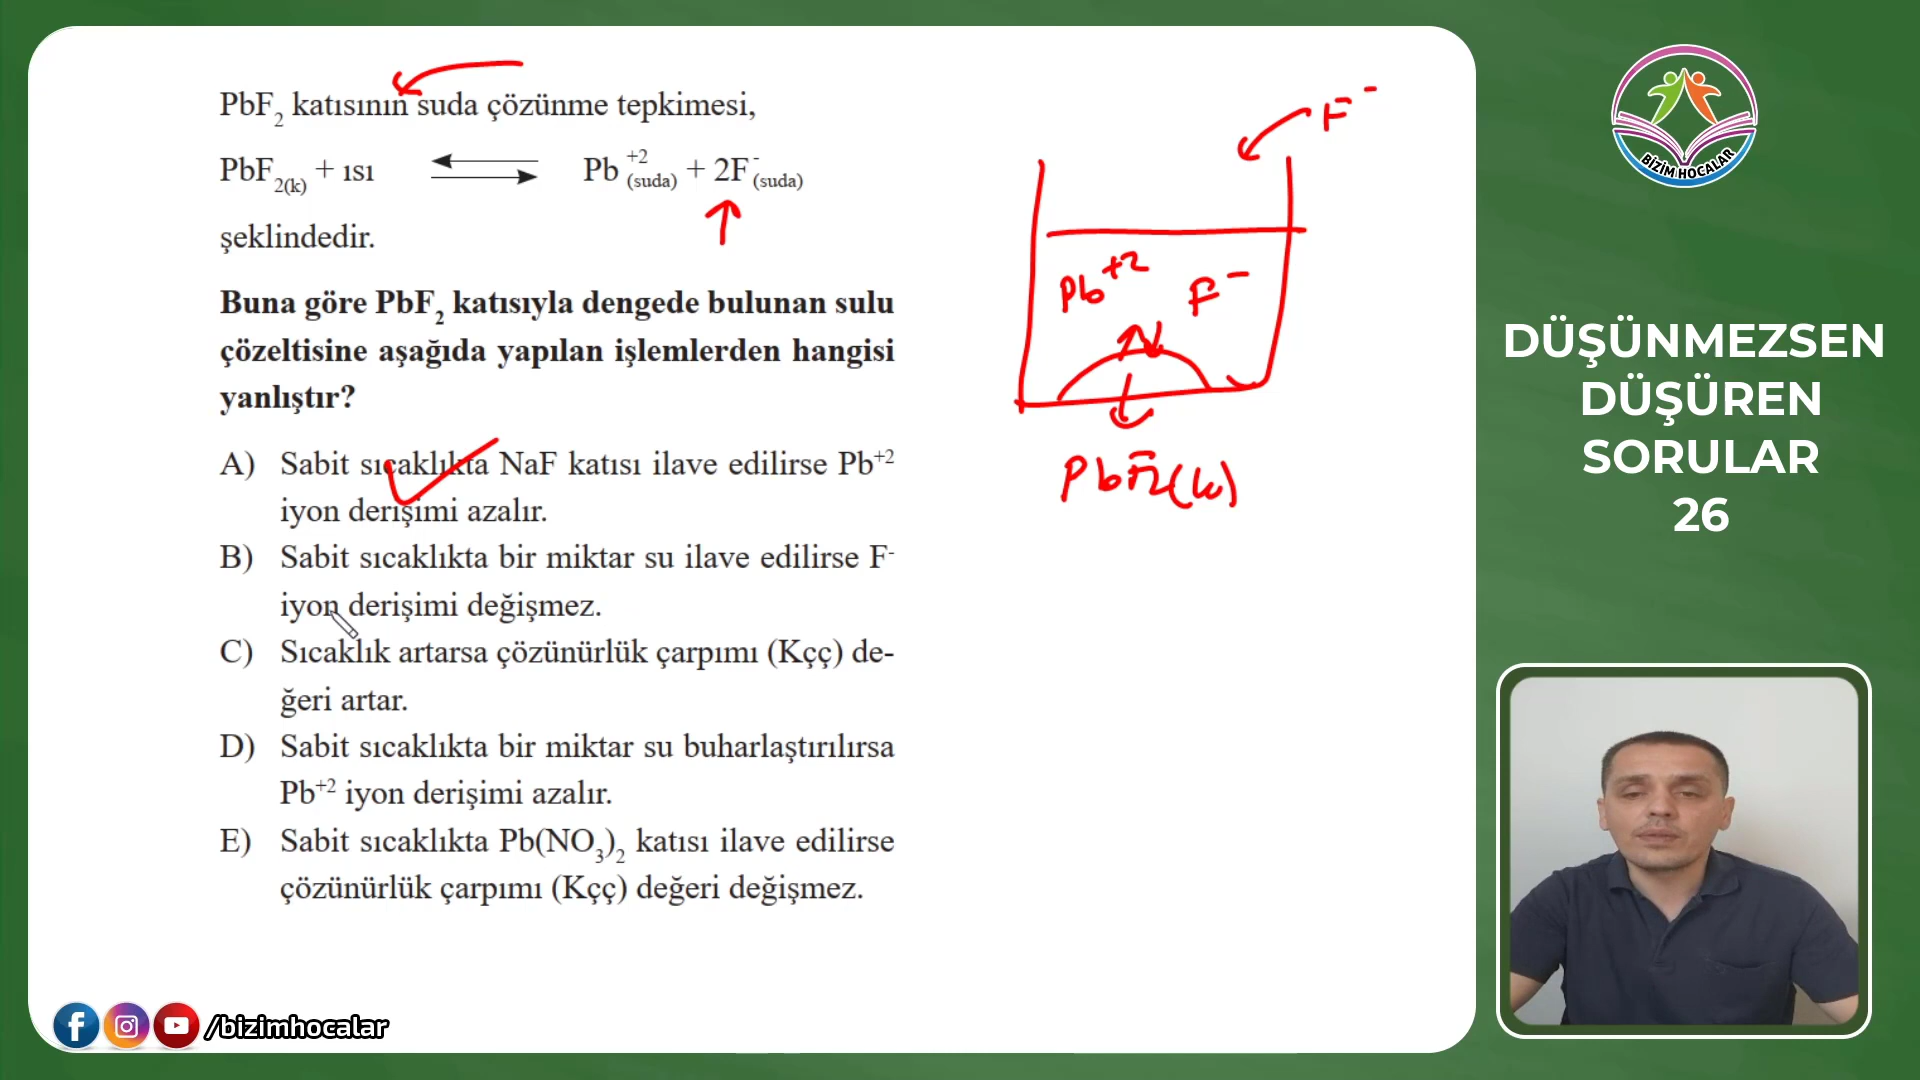 PbF2 katısının suda çözünme tepkimesi,
PbF2(k) + ısı ⇄ Pb+2(suda) + 2F-(suda)
şeklindedir.
Buna göre PbF2 katısıyla dengede bulunan sulu
çözeltisine aşağıda yapılan işlemlerden hangisi
yanlıştır?
A) Sabit sıcaklıkta NaF katısı ilave edilirse Pb+2
iyon derişimi azalır.
B) Sabit sıcaklıkta bir miktar su ilave edilirse F-
iyon derişimi değişmez.
C) Sıcaklık artarsa çözünürlük çarpımı (Kçç) de-
ğeri artar.
D) Sabit sıcaklıkta bir miktar su buharlaştırılırsa
Pb+2 iyon derişimi azalır.
E) Sabit sıcaklıkta Pb(NO3)2 katısı ilave edilirse
çözünürlük çarpımı (Kçç) değeri değişmez.
F-
Pb+2 F-
PbF2(k)
BİZİM HOCALAR
DÜŞÜNMEZSEN
DÜŞÜREN
SORULAR
26
/bizimhocalar